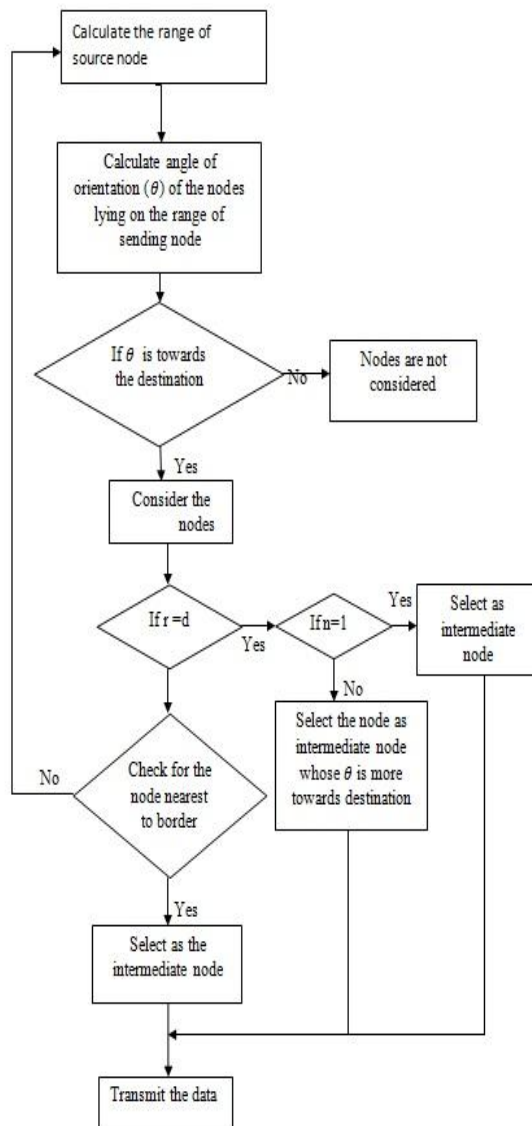 Calculate the range of
source node
Calculate angle of
orientation (θ) of the nodes
lying on the range of
sending node
If θ is towards
the destination
No
Nodes are not
considered
Yes
Consider the
nodes
If r =d
Yes
If n=1
Yes
Select as
intermediate
node
No
Select the node as
intermediate node
whose θ is more
towards destination
No
Check for the
node nearest
to border
Yes
Select as the
intermediate node
Transmit the data